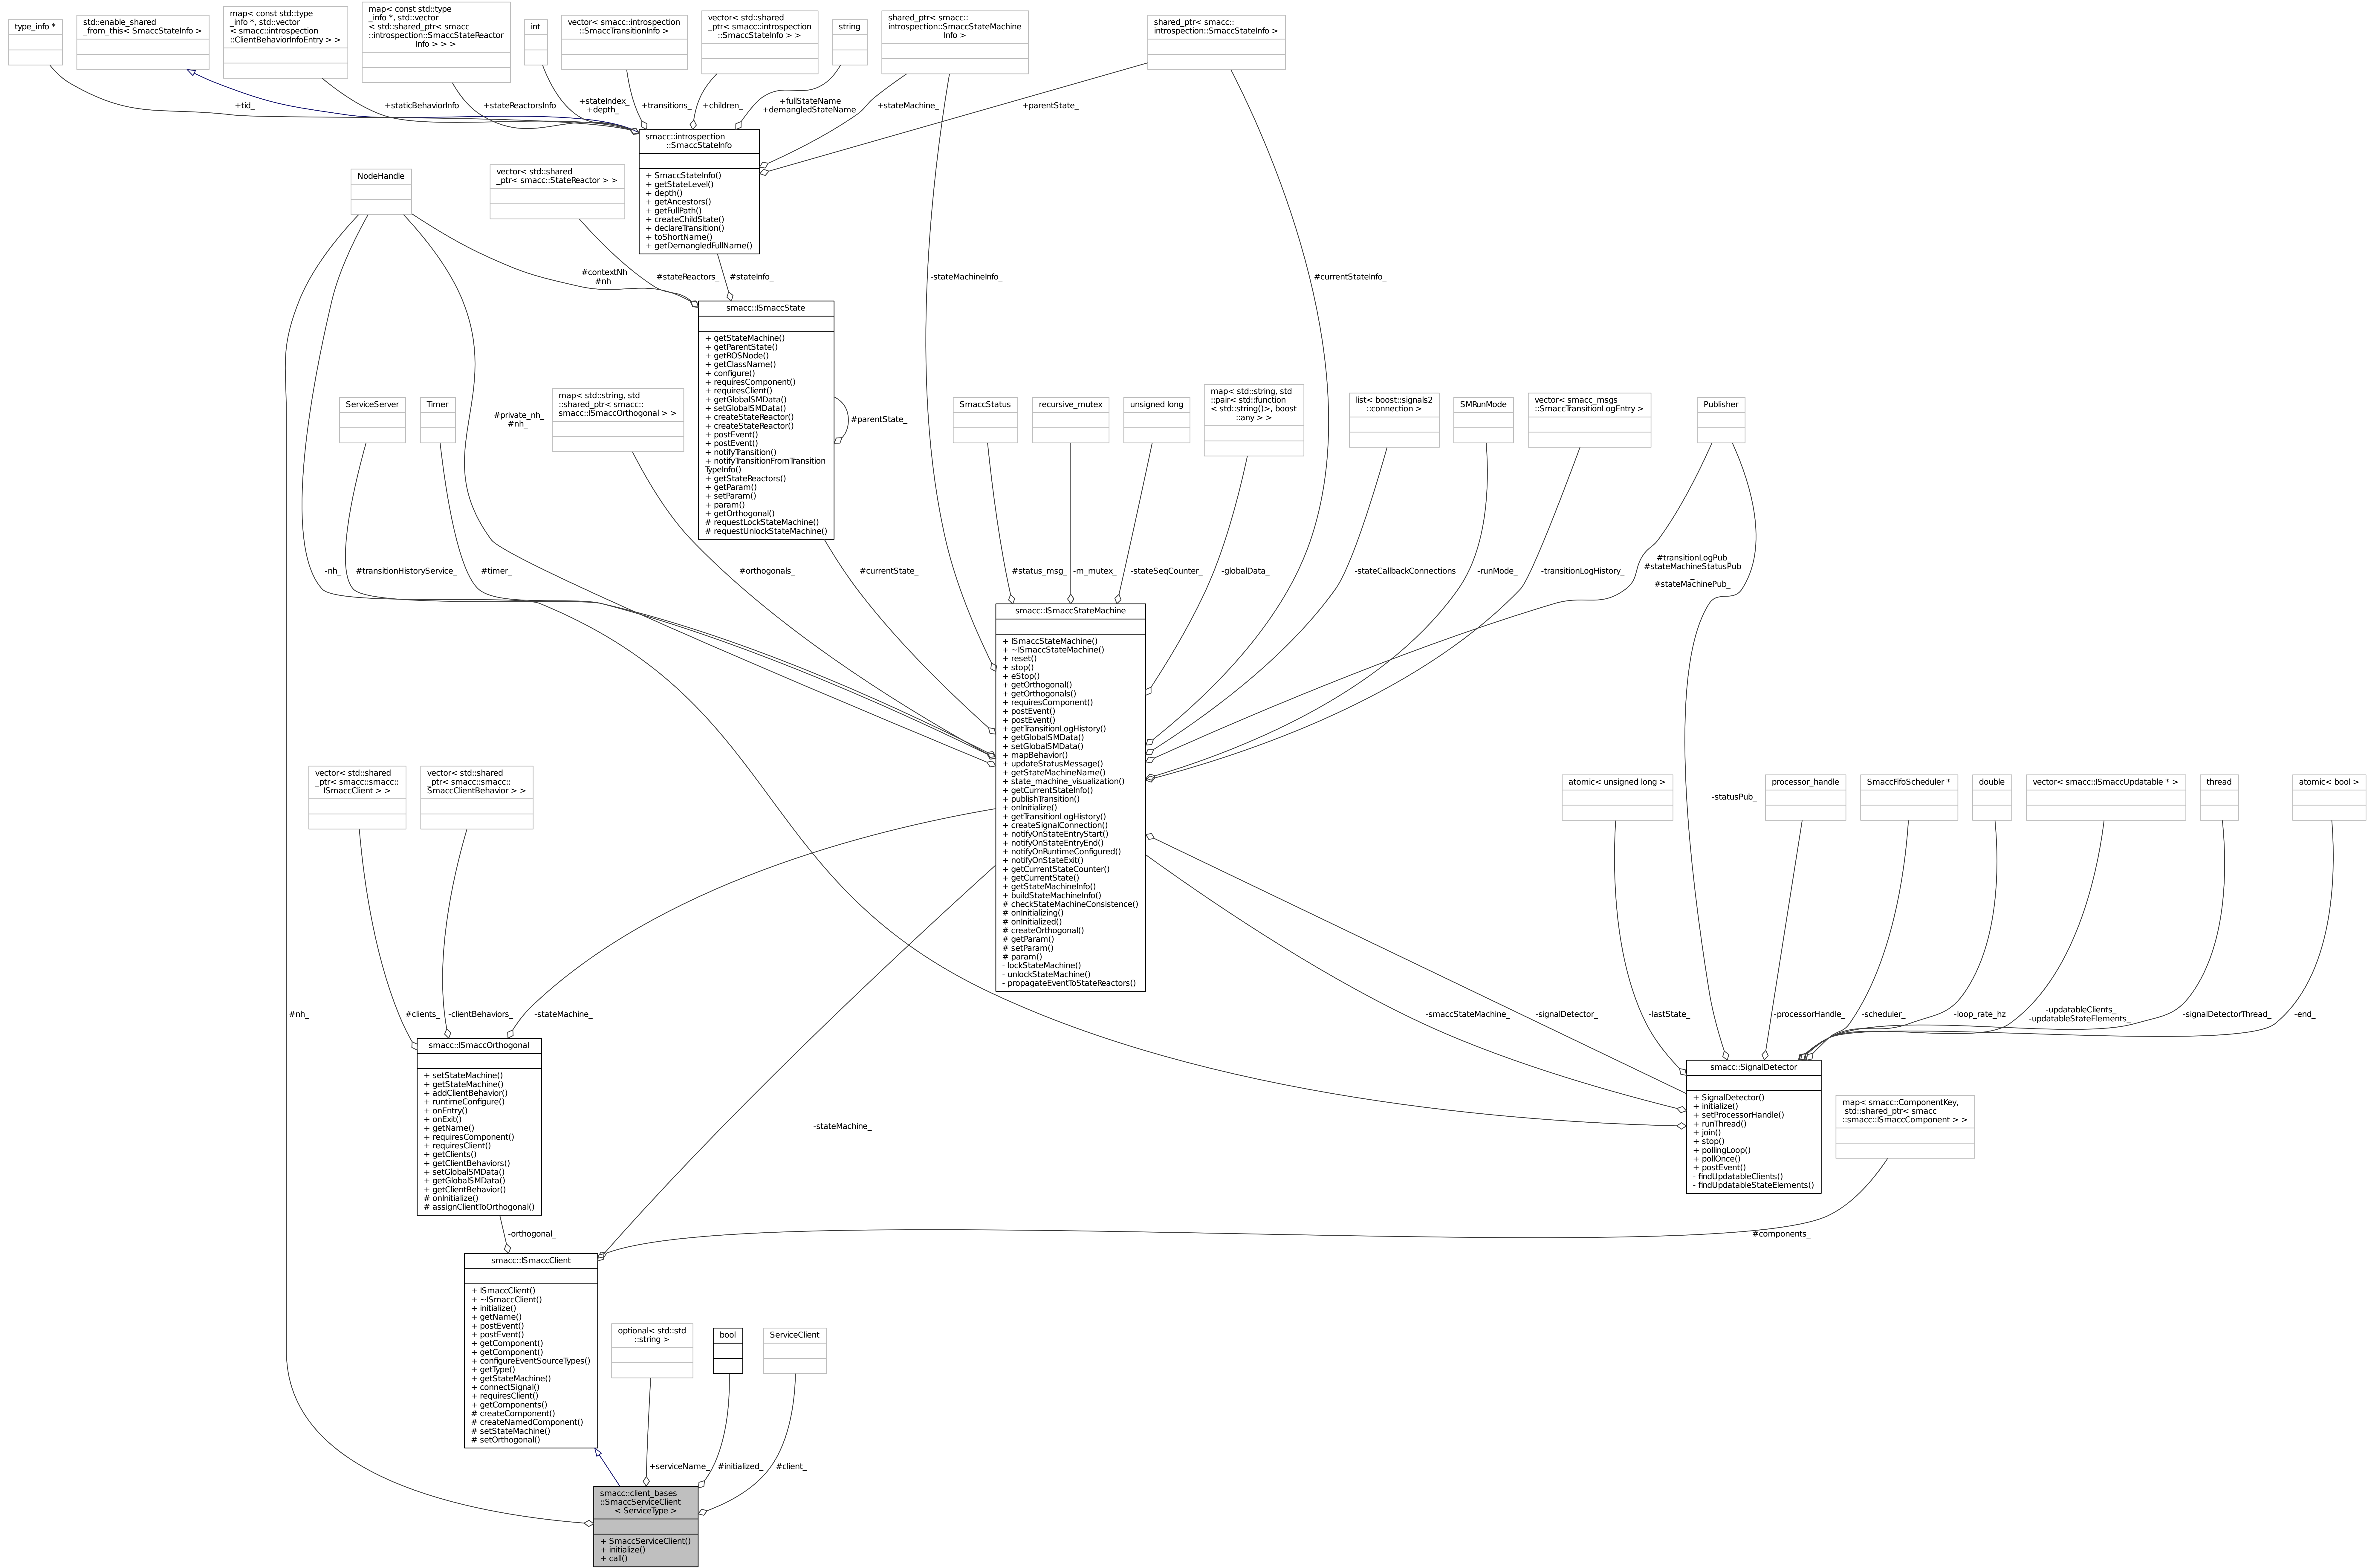 type_info *
std::enable_shared
_from_this< SmaccStateInfo >
map< const std::type
_info *, std::vector
< smacc::introspection
::ClientBehaviorInfoEntry > >
map< const std::type
_info *, std::vector
< std::shared_ptr< smacc
::introspection::SmaccStateReactor
Info > > >
int
vector< smacc::introspection
::SmaccTransitionInfo >
vector< std::shared
_ptr< smacc::introspection
::SmaccStateInfo > >
string
shared_ptr< smacc::
introspection::SmaccStateMachine
Info >
shared_ptr< smacc::
introspection::SmaccStateInfo >
+tid_
+staticBehaviorInfo
+stateReactorsInfo
+stateIndex_
+depth_
+transitions_
+children_
+fullStateName
+demangledStateName
+stateMachine_
+parentState_
smacc::introspection
::SmaccStateInfo
+ SmaccStateInfo()
+ getStateLevel()
+ depth()
+ getAncestors()
+ getFullPath()
+ createChildState()
+ declareTransition()
+ toShortName()
+ getDemangledFullName()
NodeHandle
vector< std::shared
_ptr< smacc::StateReactor > >
#contextNh
#nh
#stateReactors_
#stateInfo_
-stateMachineInfo_
#currentStateInfo_
smacc::ISmaccState
+ getStateMachine()
+ getParentState()
+ getROSNode()
+ getClassName()
+ configure()
+ requiresComponent()
+ requiresClient()
+ getGlobalSMData()
+ setGlobalSMData()
+ createStateReactor()
+ createStateReactor()
+ postEvent()
+ postEvent()
+ notifyTransition()
+ notifyTransitionFromTransition
TypeInfo()
+ getStateReactors()
+ getParam()
+ setParam()
+ param()
+ getOrthogonal()
# requestLockStateMachine()
# requestUnlockStateMachine()
#parentState_
ServiceServer
Timer
#private_nh_
#nh_
map< std::string, std
::shared_ptr< smacc::
smacc::ISmaccOrthogonal > >
SmaccStatus
recursive_mutex
unsigned long
map< std::string, std
::pair< std::function
< std::string()>, boost
::any > >
list< boost::signals2
::connection >
SMRunMode
vector< smacc_msgs
::SmaccTransitionLogEntry >
Publisher
-nh_
#transitionHistoryService_
#timer_
#orthogonals_
#currentState_
#status_msg_
-m_mutex_
-stateSeqCounter_
-globalData_
-stateCallbackConnections
-runMode_
-transitionLogHistory_
#transitionLogPub_
#stateMachineStatusPub
_
#stateMachinePub_
smacc::ISmaccStateMachine
+ ISmaccStateMachine()
+ ~ISmaccStateMachine()
+ reset()
+ stop()
+ eStop()
+ getOrthogonal()
+ getOrthogonals()
+ requiresComponent()
+ postEvent()
+ postEvent()
+ getTransitionLogHistory()
+ getGlobalSMData()
+ setGlobalSMData()
+ mapBehavior()
+ updateStatusMessage()
+ getStateMachineName()
+ state_machine_visualization()
+ getCurrentStateInfo()
+ publishTransition()
+ onInitialize()
+ getTransitionLogHistory()
+ createSignalConnection()
+ notifyOnStateEntryStart()
+ notifyOnStateEntryEnd()
+ notifyOnRuntimeConfigured()
+ notifyOnStateExit()
+ getCurrentStateCounter()
+ getCurrentState()
+ getStateMachineInfo()
+ buildStateMachineInfo()
# checkStateMachineConsistence()
# onInitializing()
# onInitialized()
# createOrthogonal()
# getParam()
# setParam()
# param()
- lockStateMachine()
- unlockStateMachine()
- propagateEventToStateReactors()
vector< std::shared
_ptr< smacc::smacc::
ISmaccClient > >
vector< std::shared
_ptr< smacc::smacc::
SmaccClientBehavior > >
atomic< unsigned long >
-statusPub_
processor_handle
SmaccFifoScheduler *
double
vector< smacc::ISmaccUpdatable * >
thread
atomic< bool >
#nh_
#clients_
-clientBehaviors_
-stateMachine_
-smaccStateMachine_
-signalDetector_
-lastState_
-processorHandle_
-scheduler_
-loop_rate_hz
-updatableClients_
-updatableStateElements_
-signalDetectorThread_
-end_
smacc::ISmaccOrthogonal
+ setStateMachine()
+ getStateMachine()
+ addClientBehavior()
+ runtimeConfigure()
+ onEntry()
+ onExit()
+ getName()
+ requiresComponent()
+ requiresClient()
+ getClients()
+ getClientBehaviors()
+ setGlobalSMData()
+ getGlobalSMData()
+ getClientBehavior()
# onInitialize()
# assignClientToOrthogonal()
-stateMachine_
smacc::SignalDetector
+ SignalDetector()
+ initialize()
+ setProcessorHandle()
+ runThread()
+ join()
+ stop()
+ pollingLoop()
+ pollOnce()
+ postEvent()
- findUpdatableClients()
- findUpdatableStateElements()
map< smacc::ComponentKey,
std::shared_ptr< smacc
::smacc::ISmaccComponent > >
-orthogonal_
#components_
smacc::ISmaccClient
+ ISmaccClient()
+ ~ISmaccClient()
+ initialize()
+ getName()
+ postEvent()
+ postEvent()
+ getComponent()
+ getComponent()
+ configureEventSourceTypes()
+ getType()
+ getStateMachine()
+ connectSignal()
+ requiresClient()
+ getComponents()
# createComponent()
# createNamedComponent()
# setStateMachine()
# setOrthogonal()
optional< std::std
::string >
bool
ServiceClient
+serviceName_
#initialized_
#client_
smacc::client_bases
::SmaccServiceClient
< ServiceType >
+ SmaccServiceClient()
+ initialize()
+ call()